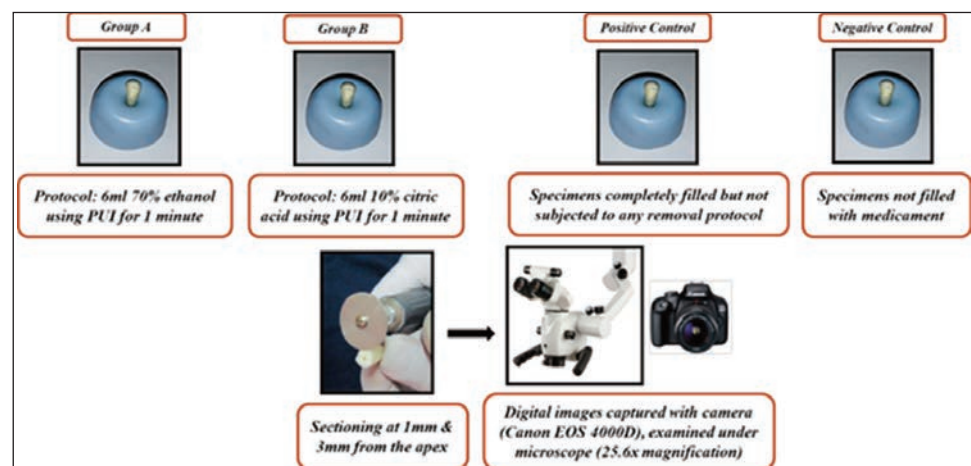 Group A
Group B
Positive Control
Negative Control
Protocol: 6ml 70% ethanol
using PUI for 1 minute
Protocol: 6ml 10% citric
acid using PUI for 1 minute
Specimens completely filled but not
subjected to any removal protocol
Specimens not filled
with medicament
Sectioning at 1mm &
3mm from the apex
Digital images captured with camera
(Canon EOS 4000D), examined under
microscope (25.6x magnification)